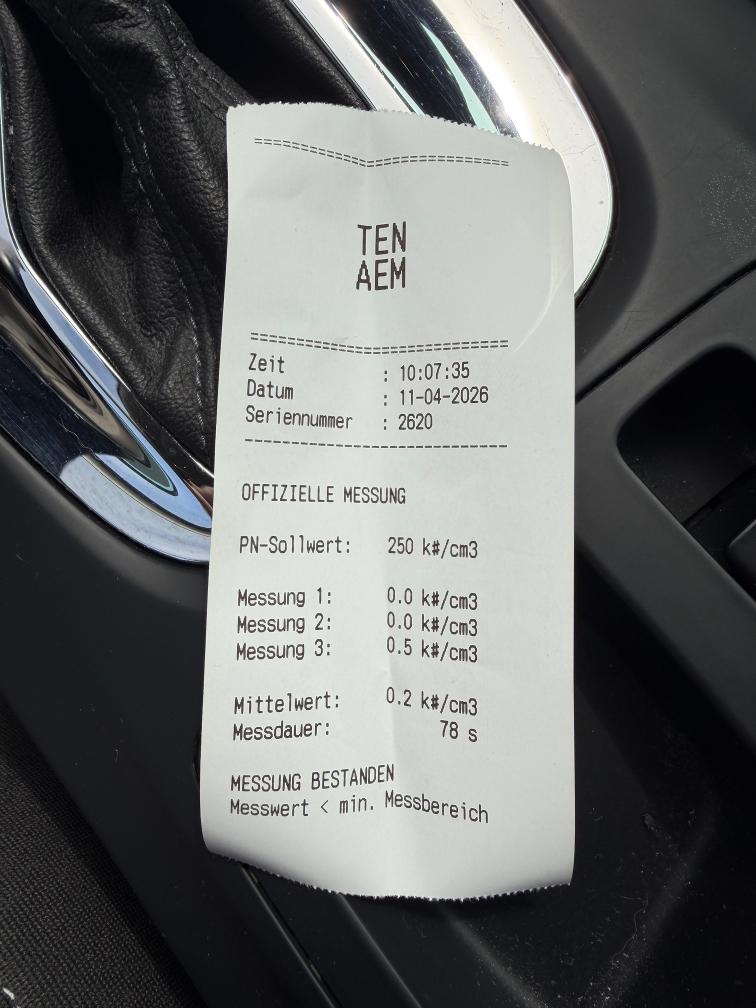 TEN
AEM
Zeit : 10:07:35
Datum : 11-04-2026
Seriennummer : 2620
OFFIZIELLE MESSUNG
PN-Sollwert: 250 k#/cm3
Messung 1: 0.0 k#/cm3
Messung 2: 0.0 k#/cm3
Messung 3: 0.5 k#/cm3
Mittelwert: 0.2 k#/cm3
Messdauer: 78 s
MESSUNG BESTANDEN
Messwert < min. Messbereich